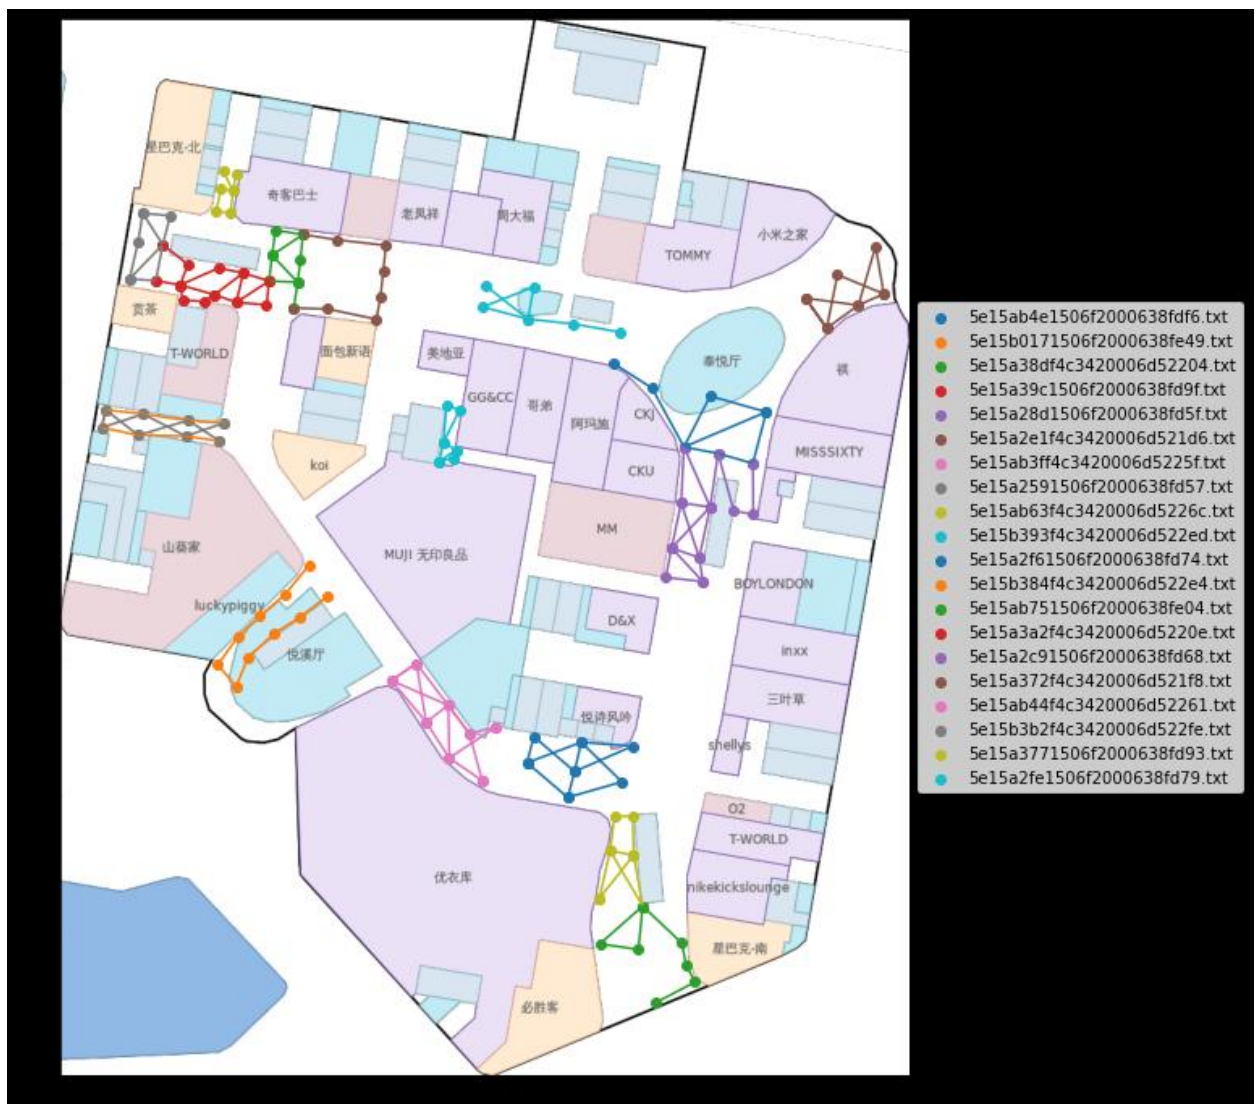 星巴克-北
奇客巴士
老凤祥
周大福
TOMMY
小米之家
贡茶
T-WORLD
面包新语
美地亚
GG&CC
哥弟
阿玛施
CKJ
CKU
泰悦厅
祺
MISSSIXTY
koi
MM
MUJI 无印良品
山葵家
luckypiggy
悦溪厅
D&X
BOYLONDON
inxx
三叶草
悦诗风吟
shellys
O2
T-WORLD
nikekickslounge
优衣库
星巴克-南
必胜客
5e15ab4e1506f2000638fdf6.txt
5e15b0171506f2000638fe49.txt
5e15a38df4c3420006d52204.txt
5e15a39c1506f2000638fd9f.txt
5e15a28d1506f2000638fd5f.txt
5e15a2e1f4c3420006d521d6.txt
5e15ab3ff4c3420006d5225f.txt
5e15a2591506f2000638fd57.txt
5e15ab63f4c3420006d5226c.txt
5e15b393f4c3420006d522ed.txt
5e15a2f61506f2000638fd74.txt
5e15b384f4c3420006d522e4.txt
5e15ab751506f2000638fe04.txt
5e15a3a2f4c3420006d5220e.txt
5e15a2c91506f2000638fd68.txt
5e15a372f4c3420006d521f8.txt
5e15ab44f4c3420006d52261.txt
5e15b3b2f4c3420006d522fe.txt
5e15a3771506f2000638fd93.txt
5e15a2fe1506f2000638fd79.txt